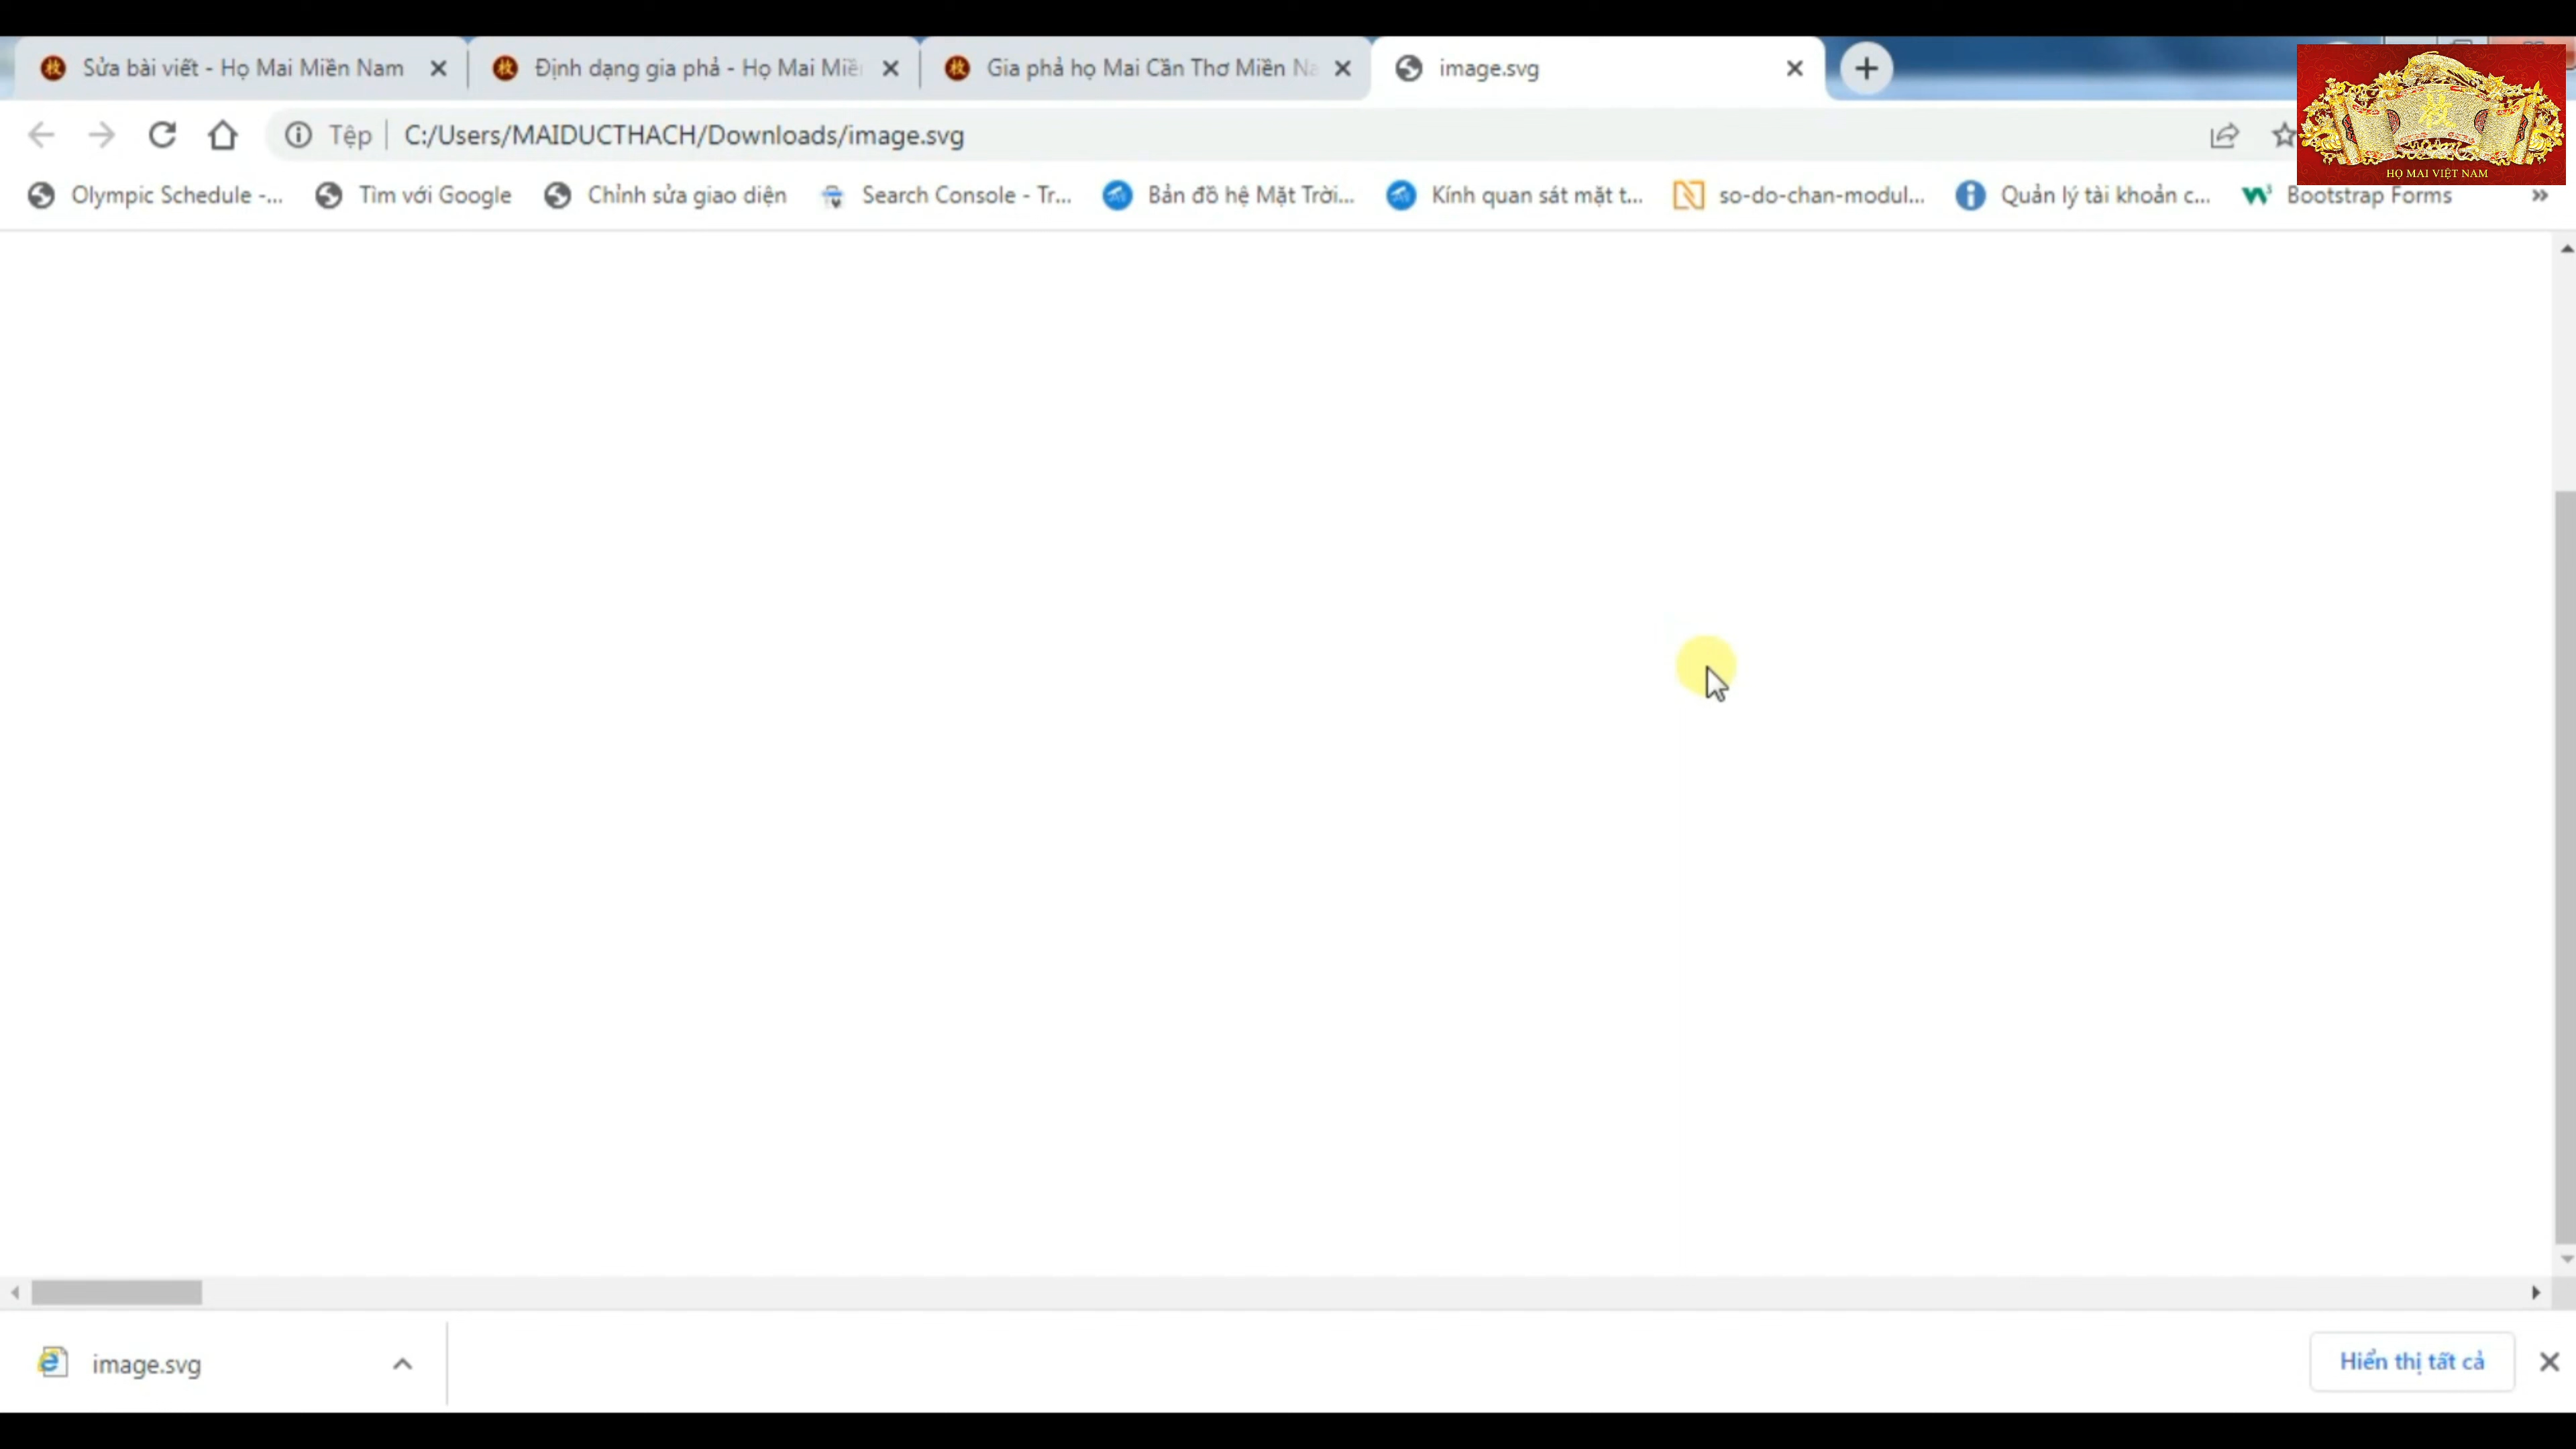 Sửa bài viết - Họ Mai Miền Nam
Định dạng gia phả - Họ Mai Miề
Gia phả họ Mai Cần Thơ Miền Na
image.svg
Tệp
C:/Users/MAIDUCTHACH/Downloads/image.svg
枚
HỌ MAI VIỆT NAM
Olympic Schedule -...
Tìm với Google
Chỉnh sửa giao diện
Search Console - Tr...
Bản đồ hệ Mặt Trời...
Kính quan sát mặt t...
so-do-chan-modul...
Quản lý tài khoản c...
Bootstrap Forms
image.svg
Hiển thị tất cả